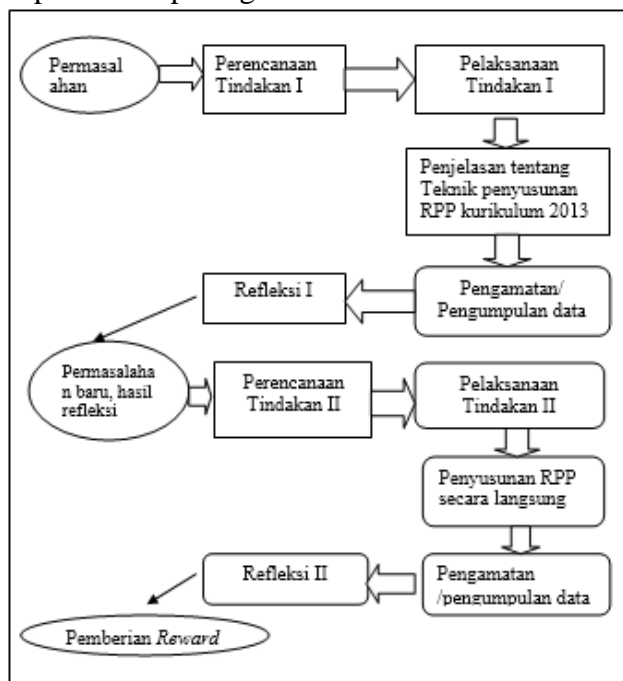 Permasal
ahan
Perencanaan
Tindakan I
Pelaksanaan
Tindakan I
Penjelasan tentang
Teknik penyusunan
RPP kurikulum 2013
Refleksi I
Pengamatan/
Pengumpulan data
Permasalaha
n baru, hasil
refleksi
Perencanaan
Tindakan II
Pelaksanaan
Tindakan II
Penyusunan RPP
secara langsung
Refleksi II
Pengamatan
/pengumpulan data
Pemberian Reward